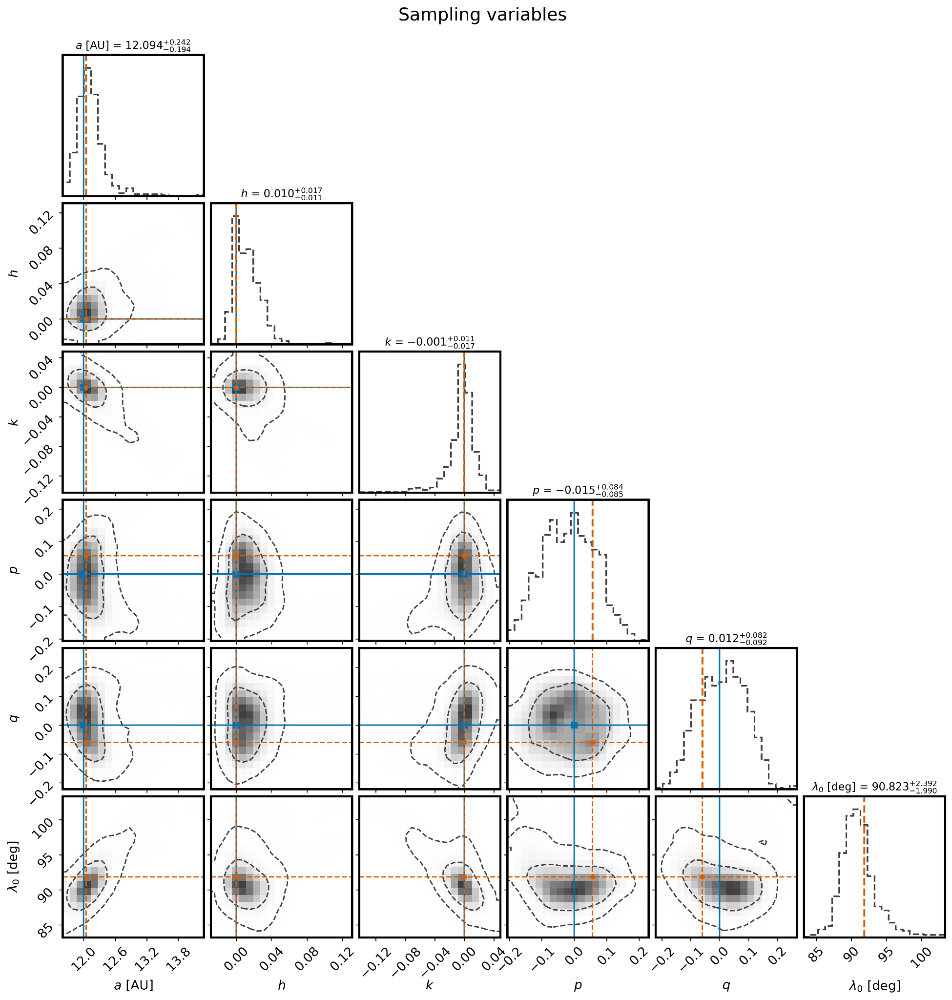 Sampling variables
a [AU] = 12.094+0.242 −0.194
h = 0.010+0.017 −0.011
0.12
0.08
0.04
0.00
h
k = −0.001+0.011 −0.017
0.04
0.00
−0.04
−0.08
−0.12
k
p = −0.015+0.084 −0.085
0.2
0.1
0.0
−0.1
−0.2
p
q = 0.012+0.082 −0.092
0.2
0.1
0.0
−0.1
−0.2
q
λ0 [deg] = 90.823+2.392 −1.990
100
95
90
85
λ0 [deg]
12.0 12.6 13.2 13.8
0.00 0.04 0.08 0.12
−0.12 −0.08 −0.04 0.00 0.04
−0.2 −0.1 0.0 0.1 0.2
−0.2 −0.1 0.0 0.1 0.2
85 90 95 100
a [AU]
h
k
p
q
λ0 [deg]